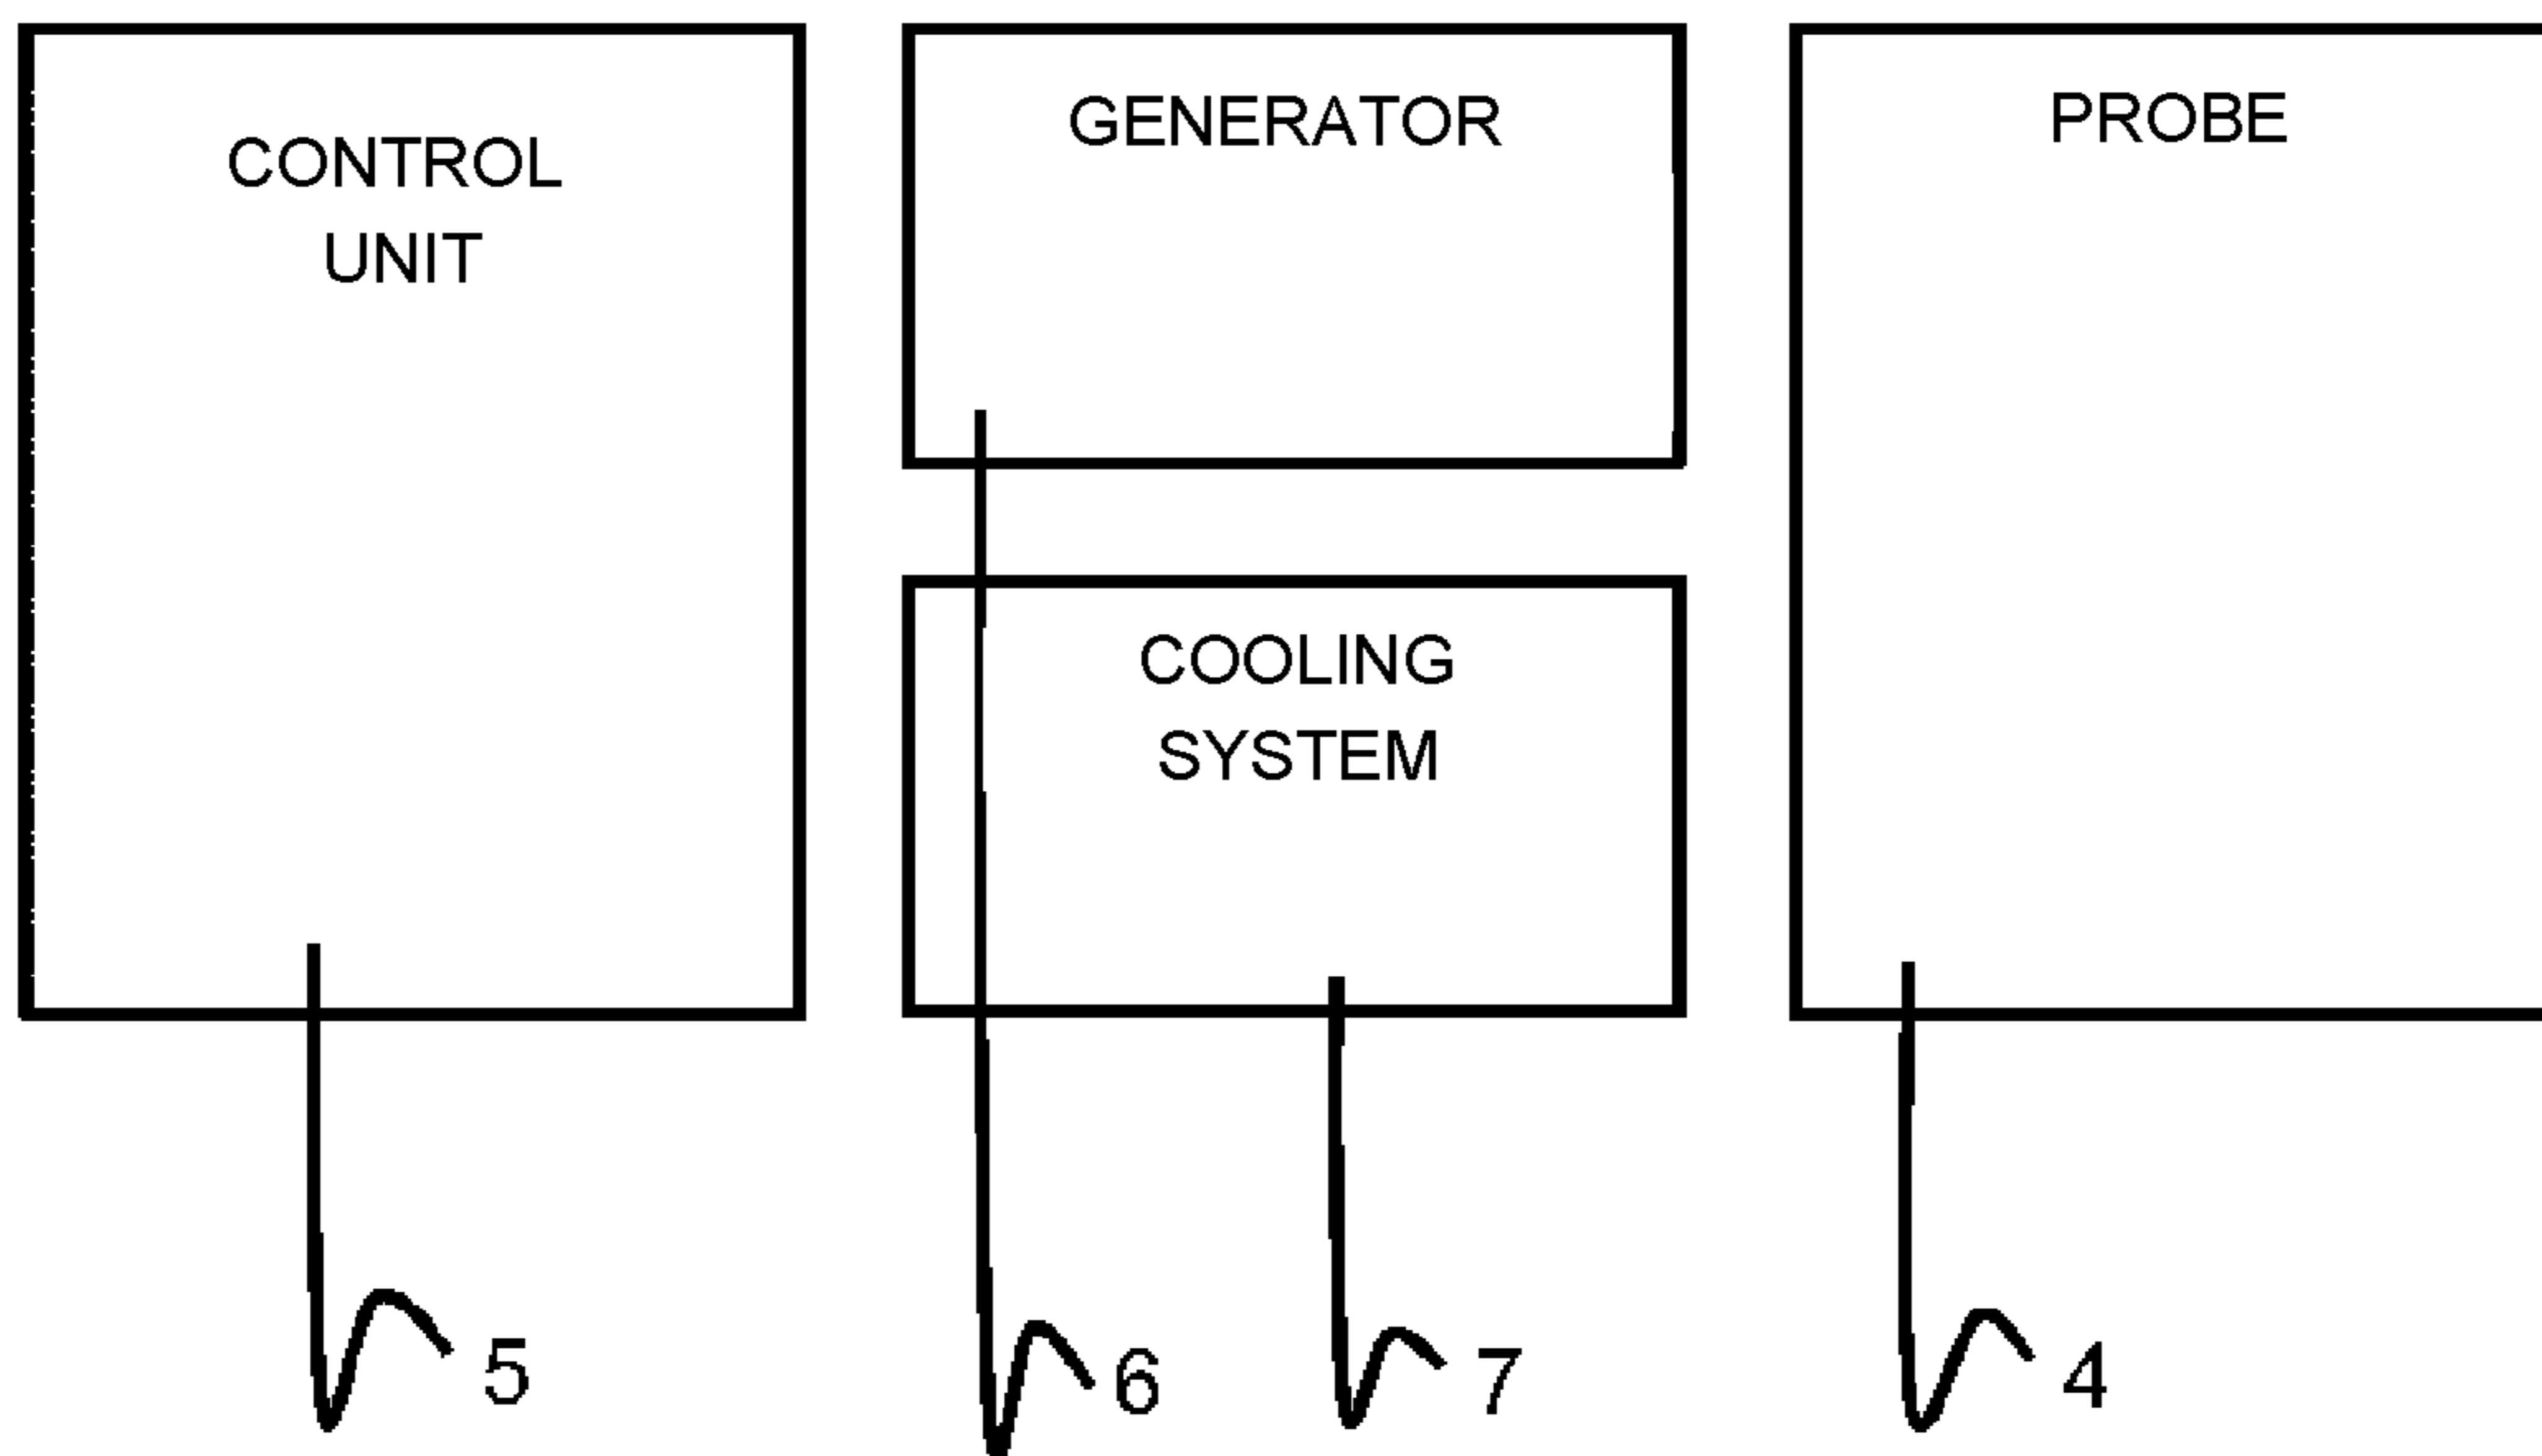 CONTROL
UNIT
GENERATOR
COOLING
SYSTEM
PROBE
5
6
7
4